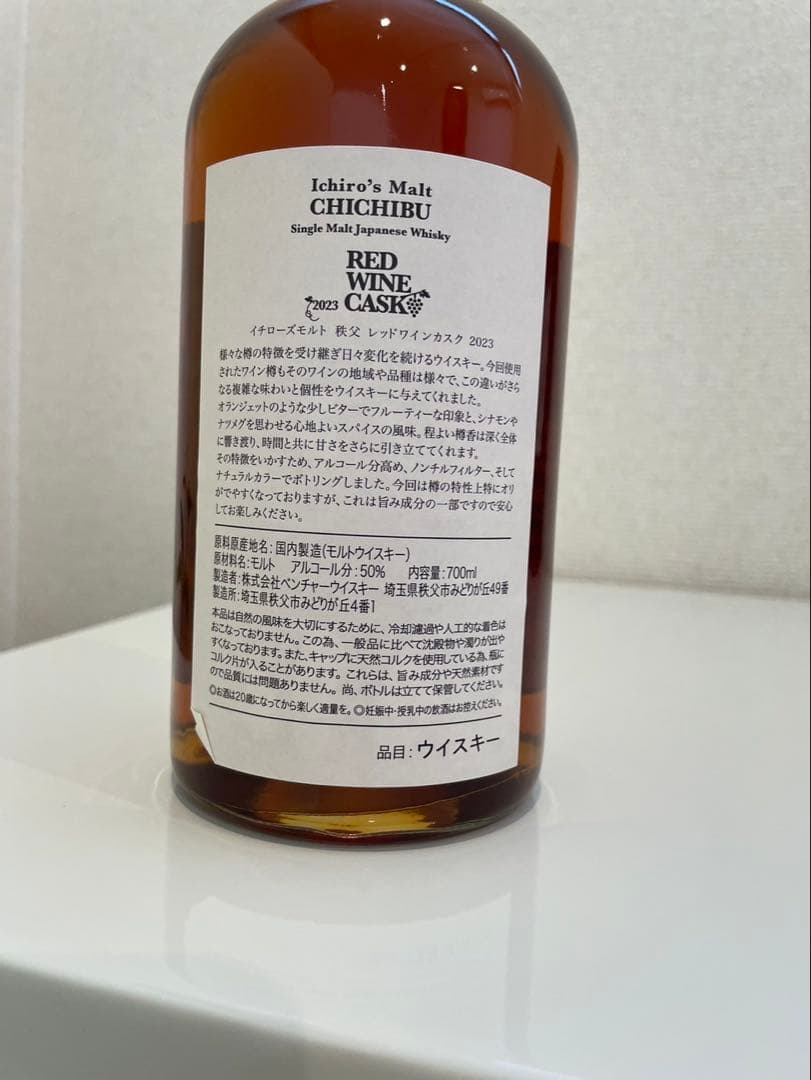 Ichiro's Malt
CHICHIBU
Single Malt Japanese Whisky
RED
WINE
2023 CASK
イチローズモルト 秩父 レッドワインカスク 2023
様々な樽の特徴を受け継ぎ日々変化を続けるウイスキー。今回使用
されたワイン樽もそのワインの地域や品種は様々で、この違いがさら
なる複雑な味わいと個性をウイスキーに与えてくれました。
オランジェットのような少しビターでフルーティーな印象と、シナモンや
ナツメグを思わせる心地よいスパイスの風味。程よい樽香は深く全体
に響き渡り、時間と共に甘さをさらに引き立ててくれます。
その特徴をいかすため、アルコール分高め、ノンチルフィルター、そして
ナチュラルカラーでボトリングしました。今回は樽の特性上特にオリ
がでやすくなっておりますが、これは旨み成分の一部ですので安心
してお楽しみください。
原料原産地名：国内製造(モルトウイスキー)
原材料名：モルト アルコール分：50% 内容量：700ml
製造者：株式会社ベンチャーウイスキー 埼玉県秩父市みどりが丘49番
製造所：埼玉県秩父市みどりが丘4番1
本品は自然の風味を大切にするために、冷却濾過や人工的な着色は
おこなっておりません。この為、一般品に比べて沈殿物や濁りが出や
すくなっております。また、キャップに天然コルクを使用している為、瓶に
コルク片が入ることがあります。これらは、旨み成分や天然素材です
ので品質には問題ありません。尚、ボトルは立てて保管してください。
◎お酒は20歳になってから楽しく適量を。◎妊娠中・授乳中の飲酒はお控えください。
品目：ウイスキー